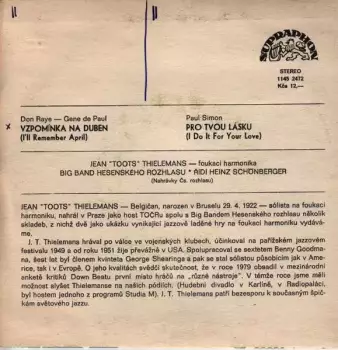 II
II
SUPRAPHON
STEREO
1143 2472
Kčs 12,—
Don Raye — Gene de Paul
× VZPOMÍNKA NA DUBEN
(I'll Remember April)
Paul Simon
PRO TVOU LÁSKU
(I Do It For Your Love)
JEAN "TOOTS" THIELEMANS — foukací harmonika
BIG BAND HESENSKÉHO ROZHLASU * ŘÍDÍ HEINZ SCHÖNBERGER
(Nahrávky Čs. rozhlasu)
JEAN "TOOTS" THIELEMANS — Belgičan, narozen v Bruselu 29. 4. 1922 — sólista na foukací
harmoniku, nahrál v Praze jako host TOČRu spolu s Big Bandem Hesenského rozhlasu několik
skladeb, z nichž dvě jako ukázku vynikající jazzové laděné hry na foukací harmoniku vydává-
me.
J. T. Thielemans hrával po válce ve vojenských klubech, účinkoval na pařížském jazzovém
festivalu 1949 a od roku 1951 žije převážně v USA. Spolupracoval se sextetem Benny Goodma-
na, šest let byl členem kvinteta George Shearinga a pak se stal sólistou působícím jak v Ame-
rice, tak i v Evropě. O jeho kvalitách svědčí skutečnost, že v roce 1979 obsadil v mezinárodní
anketě kritiků Down Beatu první místo hráčů na „různé nástroje". V témže roce jsme měli
možnost slyšet Thielemanse na našich pódiích. (Hudební divadlo v Karlíně, v Radiopaláci,
byl hostem jednoho z programů Studia M). J. T. Thielemans patří bezesporu k současným špič-
kám světového jazzu.